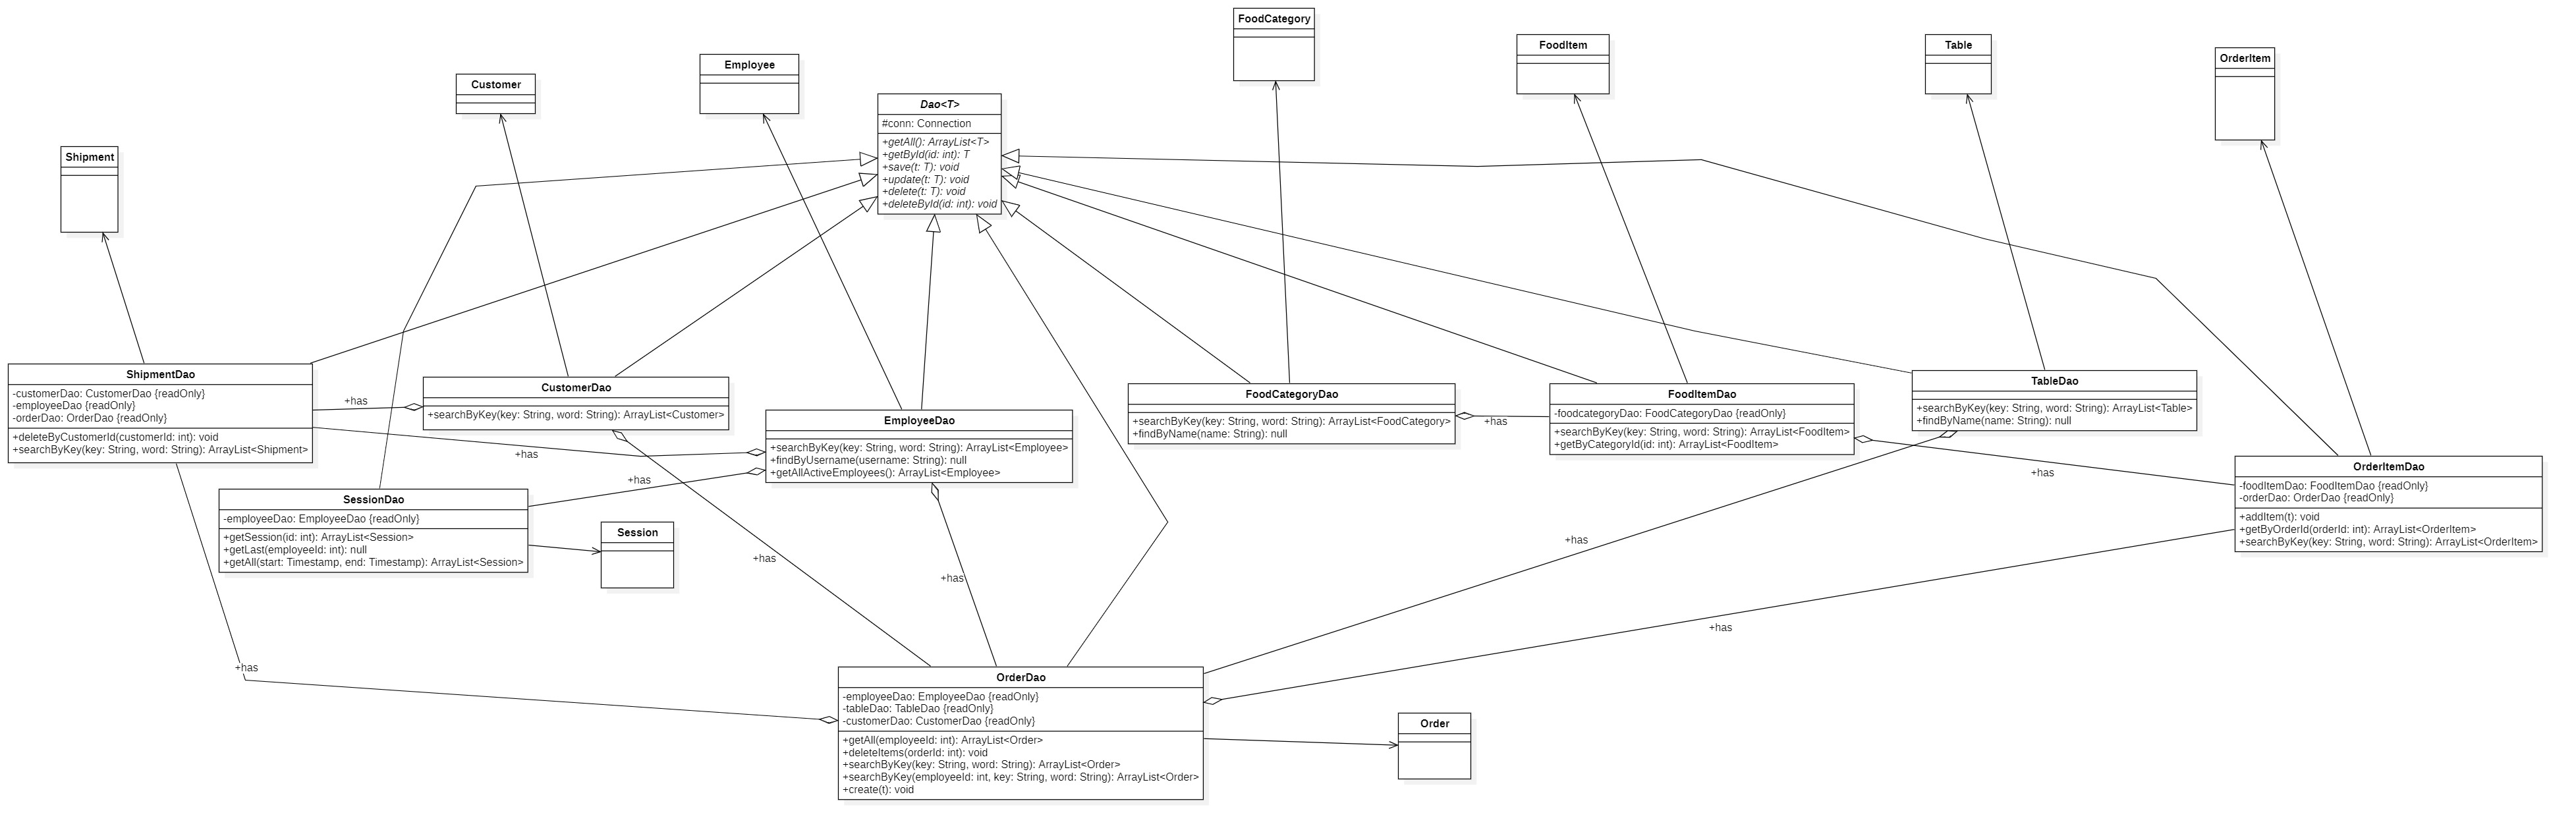 FoodCategory
FoodItem
Table
OrderItem
Employee
Customer
Shipment
Dao<T>
#conn: Connection
+getAll(): ArrayList<T>
+getById(id: int): T
+save(t: T): void
+update(t: T): void
+delete(t: T): void
+deleteById(id: int): void
ShipmentDao
-customerDao: CustomerDao {readOnly}
-employeeDao {readOnly}
-orderDao: OrderDao {readOnly}
+deleteByCustomerId(customerId: int): void
+searchByKey(key: String, word: String): ArrayList<Shipment>
+has
CustomerDao
+searchByKey(key: String, word: String): ArrayList<Customer>
EmployeeDao
+searchByKey(key: String, word: String): ArrayList<Employee>
+findByUsername(username: String): null
+getAllActiveEmployees(): ArrayList<Employee>
+has
+has
FoodCategoryDao
+searchByKey(key: String, word: String): ArrayList<FoodCategory>
+findByName(name: String): null
+has
FoodItemDao
-foodcategoryDao: FoodCategoryDao {readOnly}
+searchByKey(key: String, word: String): ArrayList<FoodItem>
+getByCategoryId(id: int): ArrayList<FoodItem>
TableDao
+searchByKey(key: String, word: String): ArrayList<Table>
+findByName(name: String): null
+has
OrderItemDao
-foodItemDao: FoodItemDao {readOnly}
-orderDao: OrderDao {readOnly}
+addItem(t): void
+getByOrderId(orderId: int): ArrayList<OrderItem>
+searchByKey(key: String, word: String): ArrayList<OrderItem>
SessionDao
-employeeDao: EmployeeDao {readOnly}
+getSession(id: int): ArrayList<Session>
+getLast(employeeId: int): null
+getAll(start: Timestamp, end: Timestamp): ArrayList<Session>
Session
+has
+has
+has
+has
+has
OrderDao
-employeeDao: EmployeeDao {readOnly}
-tableDao: TableDao {readOnly}
-customerDao: CustomerDao {readOnly}
+getAll(employeeId: int): ArrayList<Order>
+deleteItems(orderId: int): void
+searchByKey(key: String, word: String): ArrayList<Order>
+searchByKey(employeeId: int, key: String, word: String): ArrayList<Order>
+create(t): void
Order